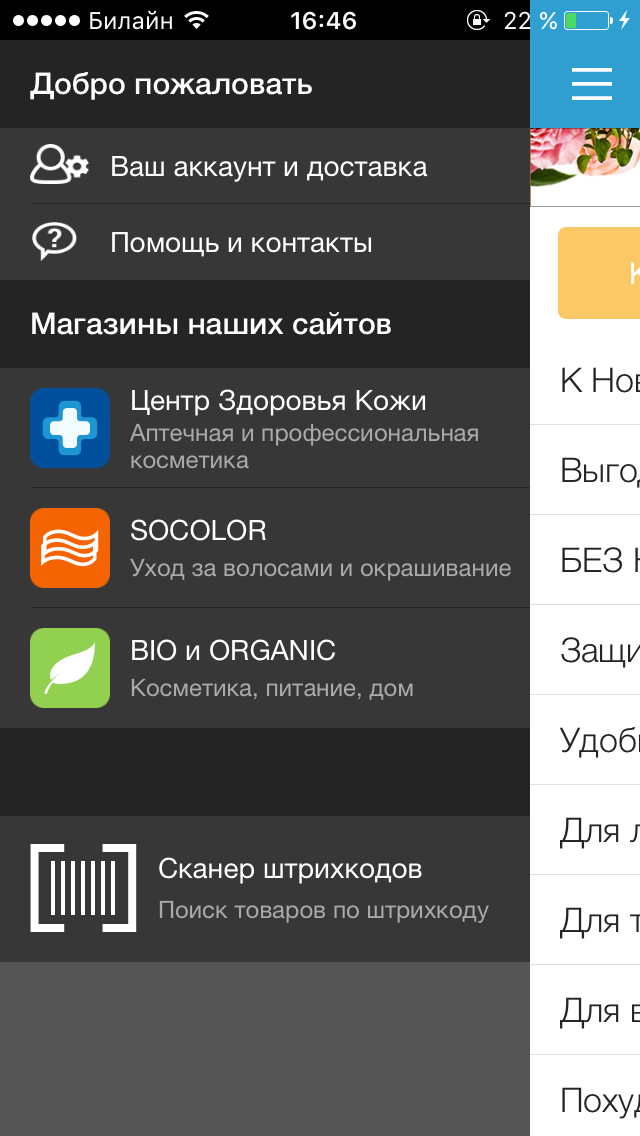 Билайн 16:46 22 %
Добро пожаловать
Ваш аккаунт и доставка
Помощь и контакты
Магазины наших сайтов
Центр Здоровья Кожи
Аптечная и профессиональная
косметика
SOCOLOR
Уход за волосами и окрашивание
BIO и ORGANIC
Косметика, питание, дом
Сканер штрихкодов
Поиск товаров по штрихкоду
К
К Нов
Выго
БЕЗ
Защи
Удоб
Для л
Для т
Для в
Поху